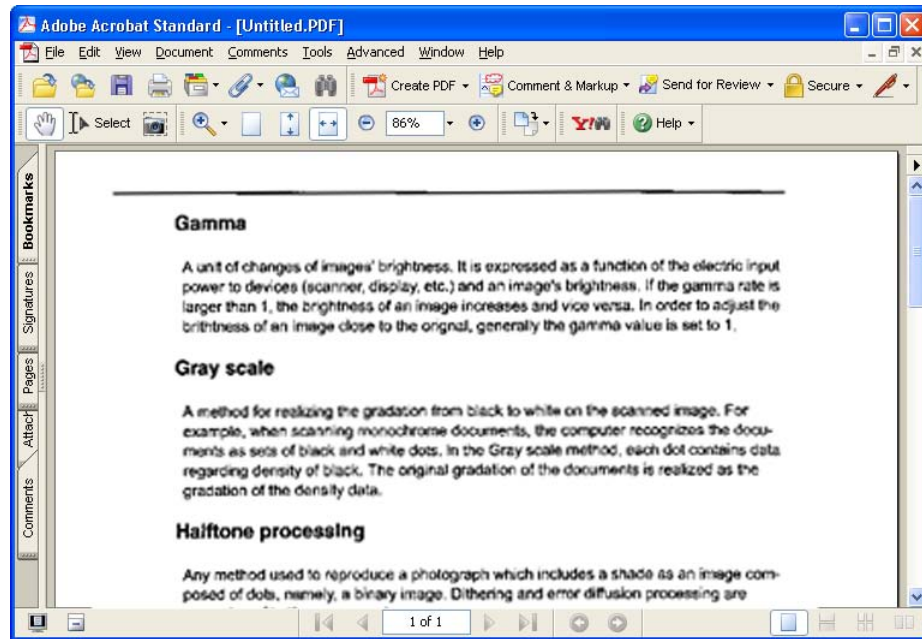 Adobe Acrobat Standard - [Untitled.PDF]
File Edit View Document Comments Tools Advanced Window Help
Create PDF Comment & Markup Send for Review Secure
Select 86% Y! Help
Bookmarks
Signatures
Pages
Attach
Comments
Gamma
A unit of changes of images' brightness. It is expressed as a function of the electric input
power to devices (scanner, display, etc.) and an image's brightness. If the gamma rate is
larger than 1, the brightness of an image increases and vice versa. In order to adjust the
brithtness of an image close to the orignal, generally the gamma value is set to 1.
Gray scale
A method for realizing the gradation from black to white on the scanned image. For
example, when scanning monochrome documents, the computer recognizes the docu-
ments as sets of black and white dots. In the Gray scale method, each dot contains data
regarding density of black. The original gradation of the documents is realized as the
gradation of the density data.
Halftone processing
Any method used to reproduce a photograph which includes a shade as an image com-
posed of dots, namely, a binary image. Dithering and error diffusion processing are
1 of 1